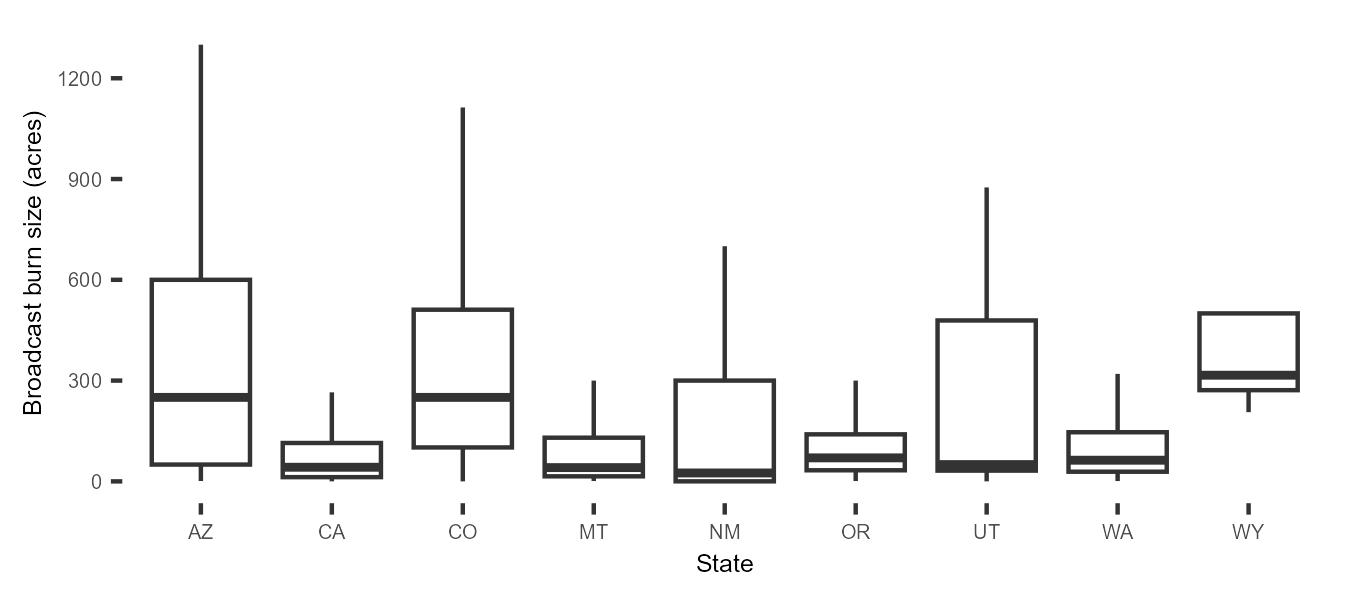 Broadcast burn size (acres)
1200
900
600
300
0
AZ CA CO MT NM OR UT WA WY
State